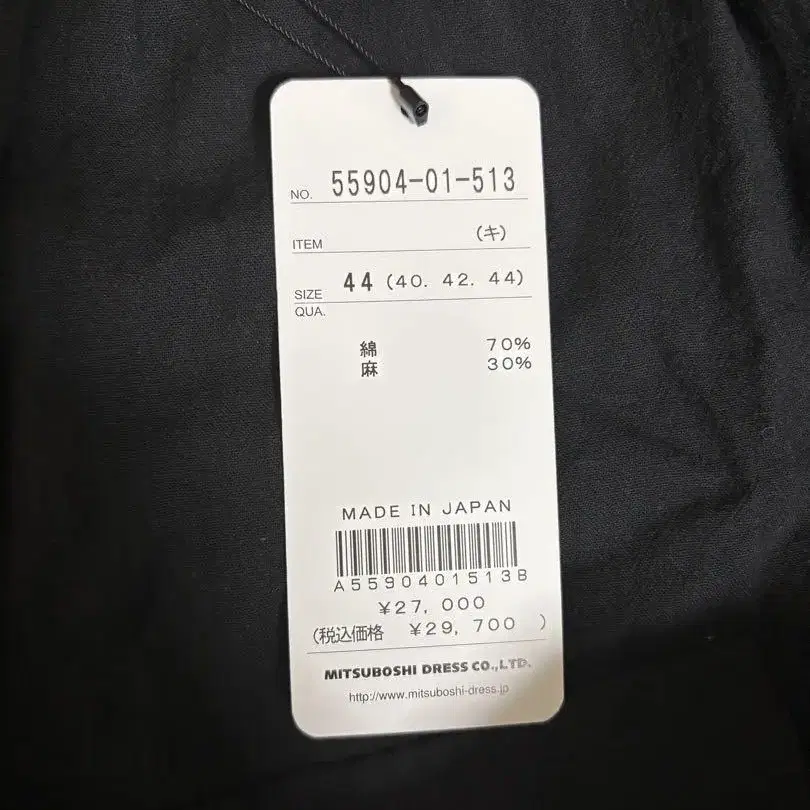 NO. 55904-01-513
ITEM (キ)
SIZE 44 (40. 42. 44)
QUA.
綿 70%
麻 30%
MADE IN JAPAN
A5590401513B
¥27,000
(税込価格 ¥29,700 )
MITSUBOSHI DRESS CO.,LTD.
http://www.mitsuboshi-dress.jp